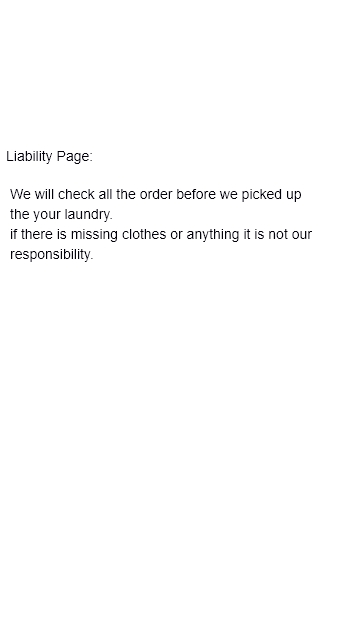 Liability Page:
We will check all the order before we picked up
the your laundry.
if there is missing clothes or anything it is not our
responsibility.